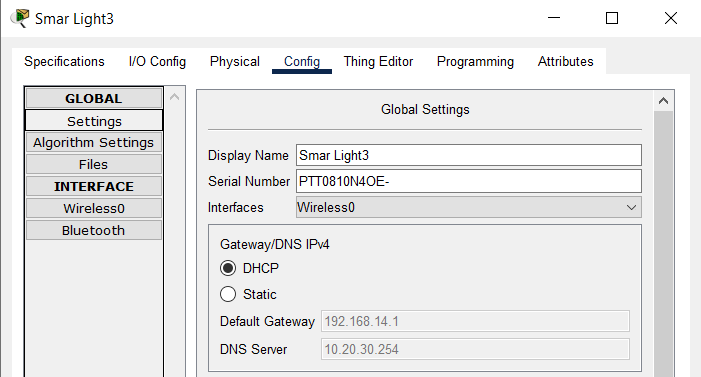 Smar Light3
Specifications I/O Config Physical Config Thing Editor Programming Attributes
GLOBAL
Settings
Algorithm Settings
Files
INTERFACE
Wireless0
Bluetooth
Global Settings
Display Name Smar Light3
Serial Number PTT0810N4OE-
Interfaces Wireless0
Gateway/DNS IPv4
DHCP
Static
Default Gateway 192.168.14.1
DNS Server 10.20.30.254